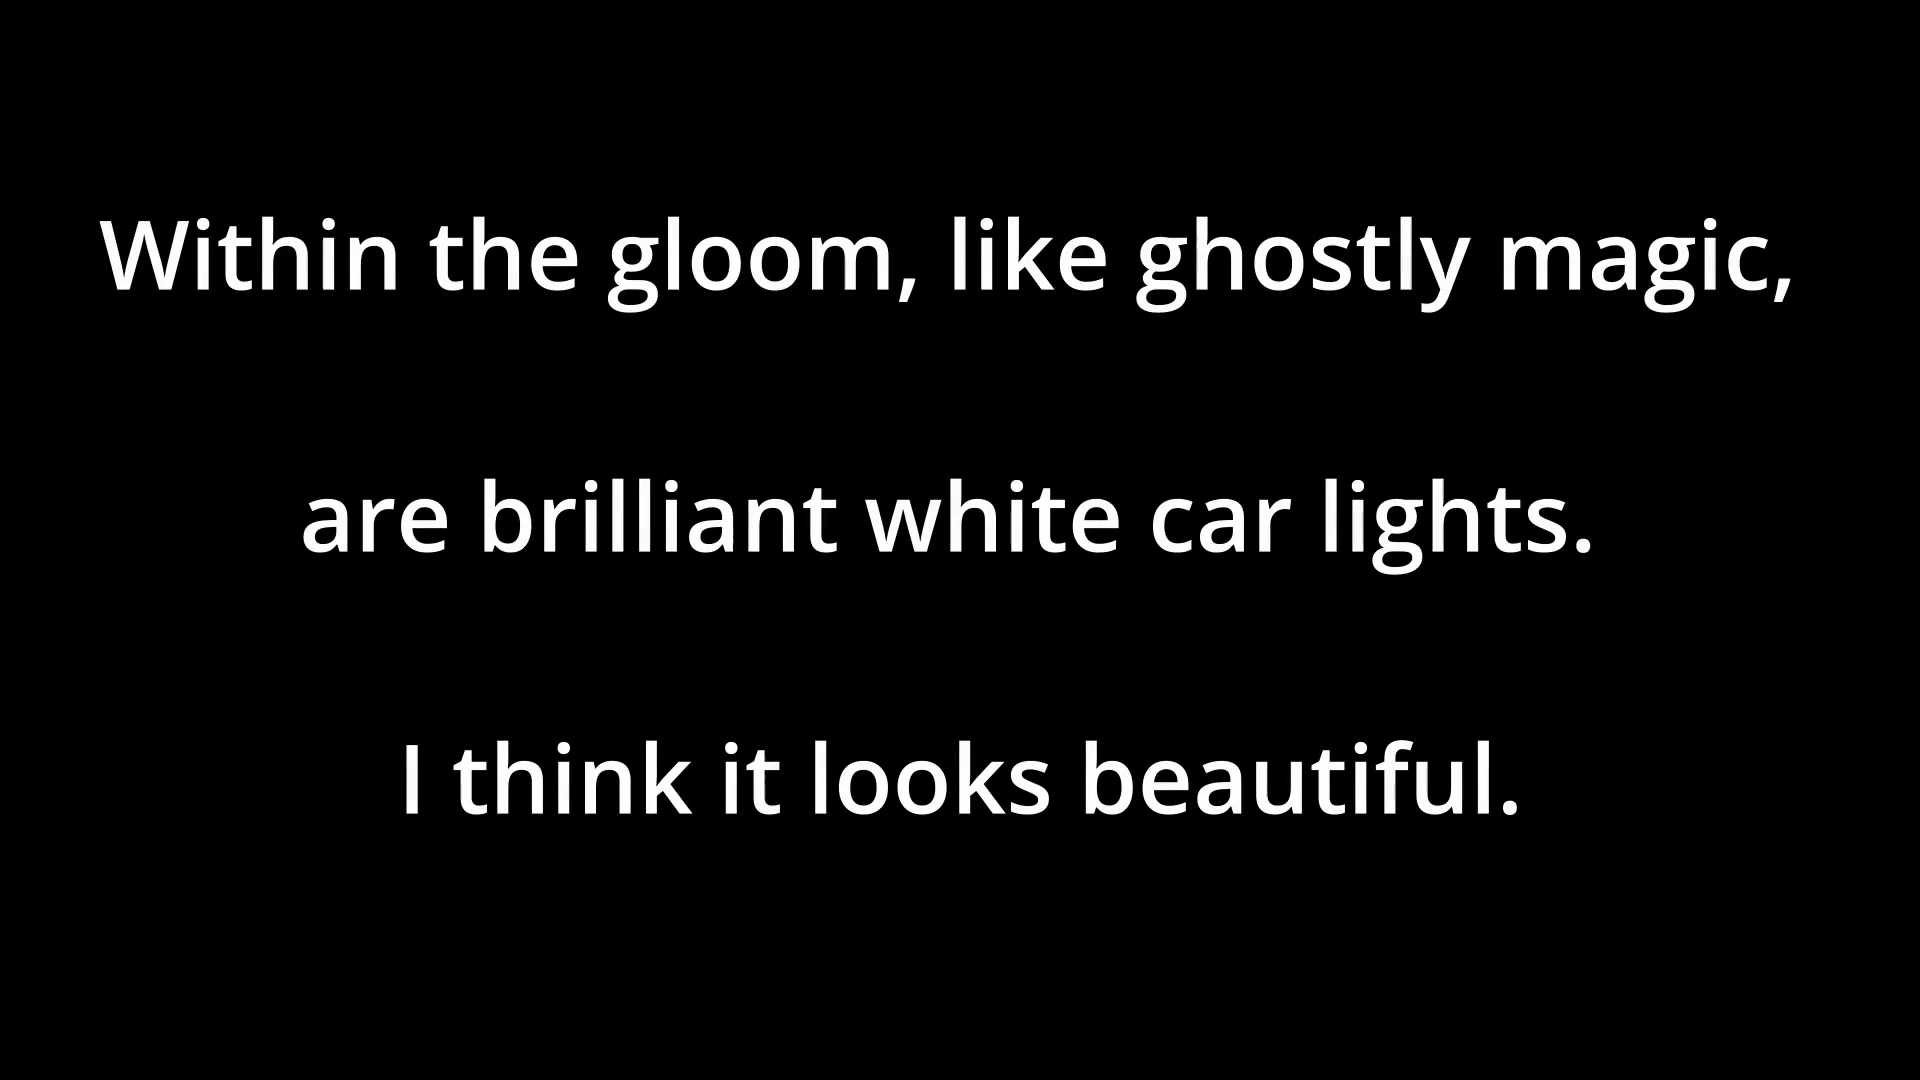 Within the gloom, like ghostly magic,
are brilliant white car lights.
I think it looks beautiful.